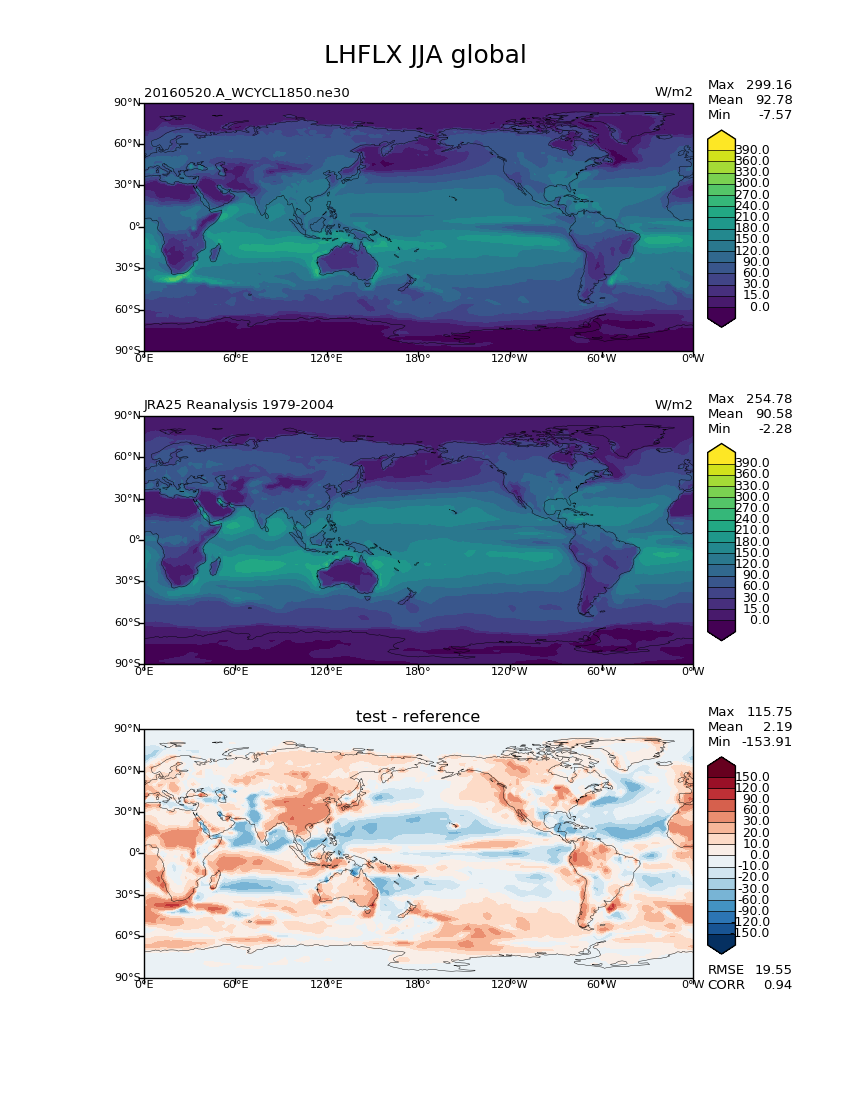 LHFLX JJA global
20160520.A_WCYCL1850.ne30
W/m2
Max 299.16
Mean 92.78
Min -7.57
90°N
60°N
30°N
0°
30°S
60°S
90°S
0°E 60°E 120°E 180° 120°W 60°W 0°W
390.0
360.0
330.0
300.0
270.0
240.0
210.0
180.0
150.0
120.0
90.0
60.0
30.0
15.0
0.0
JRA25 Reanalysis 1979-2004
W/m2
Max 254.78
Mean 90.58
Min -2.28
90°N
60°N
30°N
0°
30°S
60°S
90°S
0°E 60°E 120°E 180° 120°W 60°W 0°W
390.0
360.0
330.0
300.0
270.0
240.0
210.0
180.0
150.0
120.0
90.0
60.0
30.0
15.0
0.0
test - reference
Max 115.75
Mean 2.19
Min -153.91
90°N
60°N
30°N
0°
30°S
60°S
90°S
0°E 60°E 120°E 180° 120°W 60°W 0°W
150.0
120.0
90.0
60.0
30.0
20.0
10.0
0.0
-10.0
-20.0
-30.0
-60.0
-90.0
-120.0
-150.0
RMSE 19.55
CORR 0.94